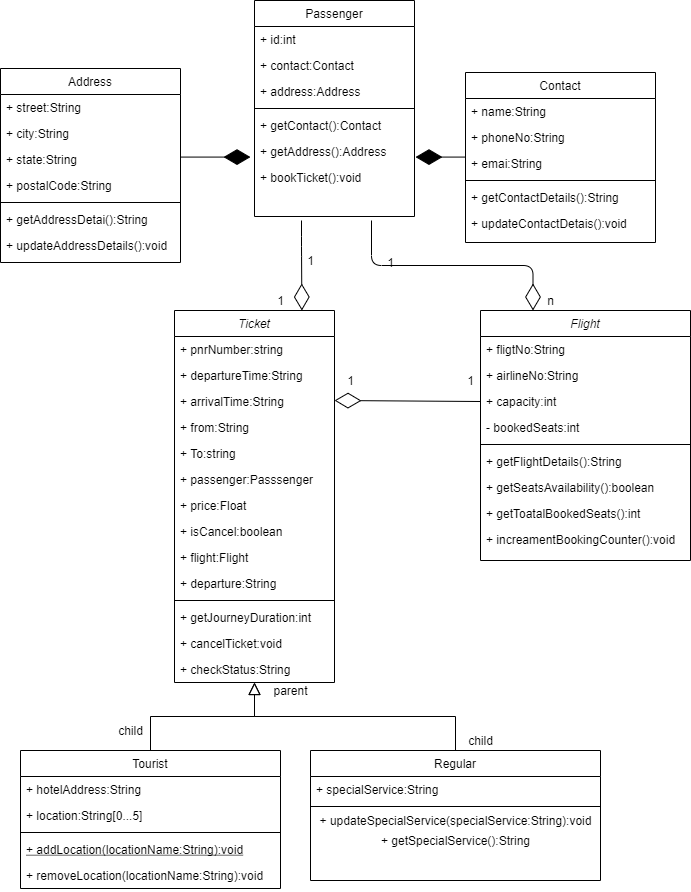 Passenger
+ id:int
+ contact:Contact
+ address:Address
+ getContact():Contact
+ getAddress():Address
+ bookTicket():void
Address
+ street:String
+ city:String
+ state:String
+ postalCode:String
+ getAddressDetai():String
+ updateAddressDetails():void
Contact
+ name:String
+ phoneNo:String
+ emai:String
+ getContactDetails():String
+ updateContactDetais():void
1
1
1
n
Ticket
+ pnrNumber:string
+ departureTime:String
+ arrivalTime:String
+ from:String
+ To:string
+ passenger:Passsenger
+ price:Float
+ isCancel:boolean
+ flight:Flight
+ departure:String
+ getJourneyDuration:int
+ cancelTicket:void
+ checkStatus:String
1
1
Flight
+ fligtNo:String
+ airlineNo:String
+ capacity:int
- bookedSeats:int
+ getFlightDetails():String
+ getSeatsAvailability():boolean
+ getToatalBookedSeats():int
+ increamentBookingCounter():void
parent
child
child
Tourist
+ hotelAddress:String
+ location:String[0...5]
+ addLocation(locationName:String):void
+ removeLocation(locationName:String):void
Regular
+ specialService:String
+ updateSpecialService(specialService:String):void
+ getSpecialService():String